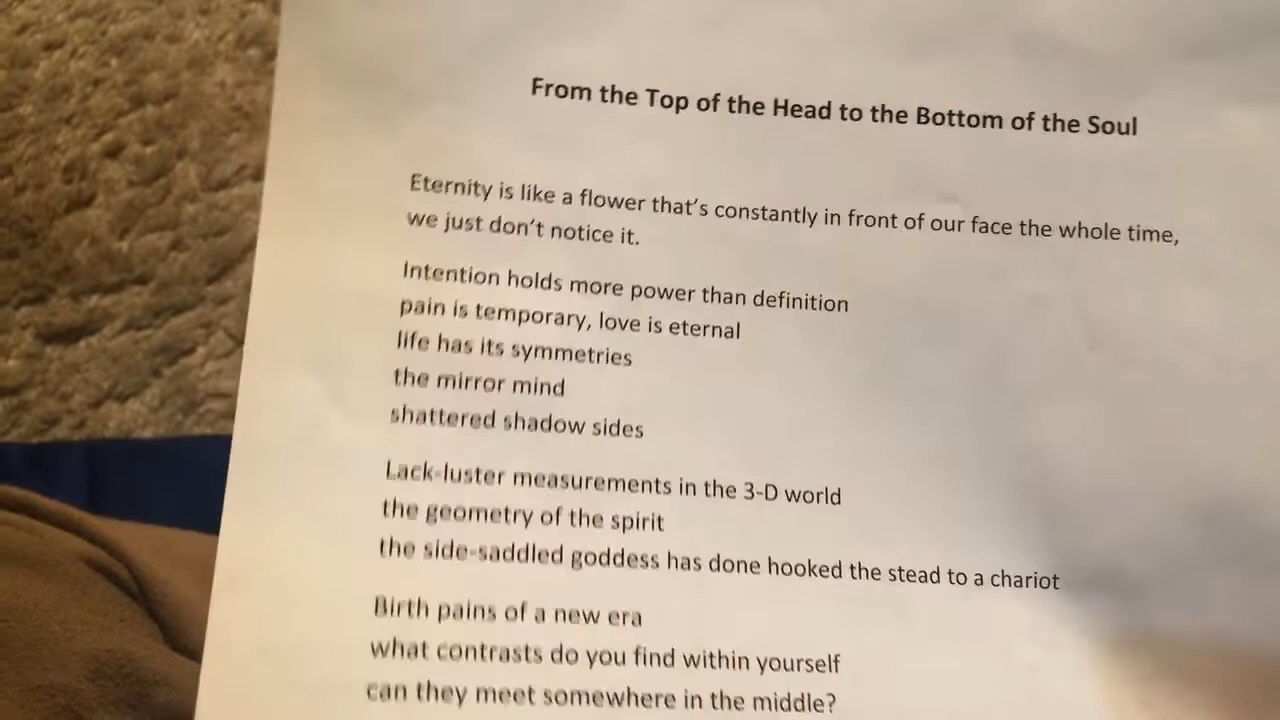 From the Top of the Head to the Bottom of the Soul
Eternity is like a flower that's constantly in front of our face the whole time,
we just don't notice it.
Intention holds more power than definition
pain is temporary, love is eternal
life has its symmetries
the mirror mind
shattered shadow sides
Lack-luster measurements in the 3-D world
the geometry of the spirit
the side-saddled goddess has done hooked the stead to a chariot
Birth pains of a new era
what contrasts do you find within yourself
can they meet somewhere in the middle?